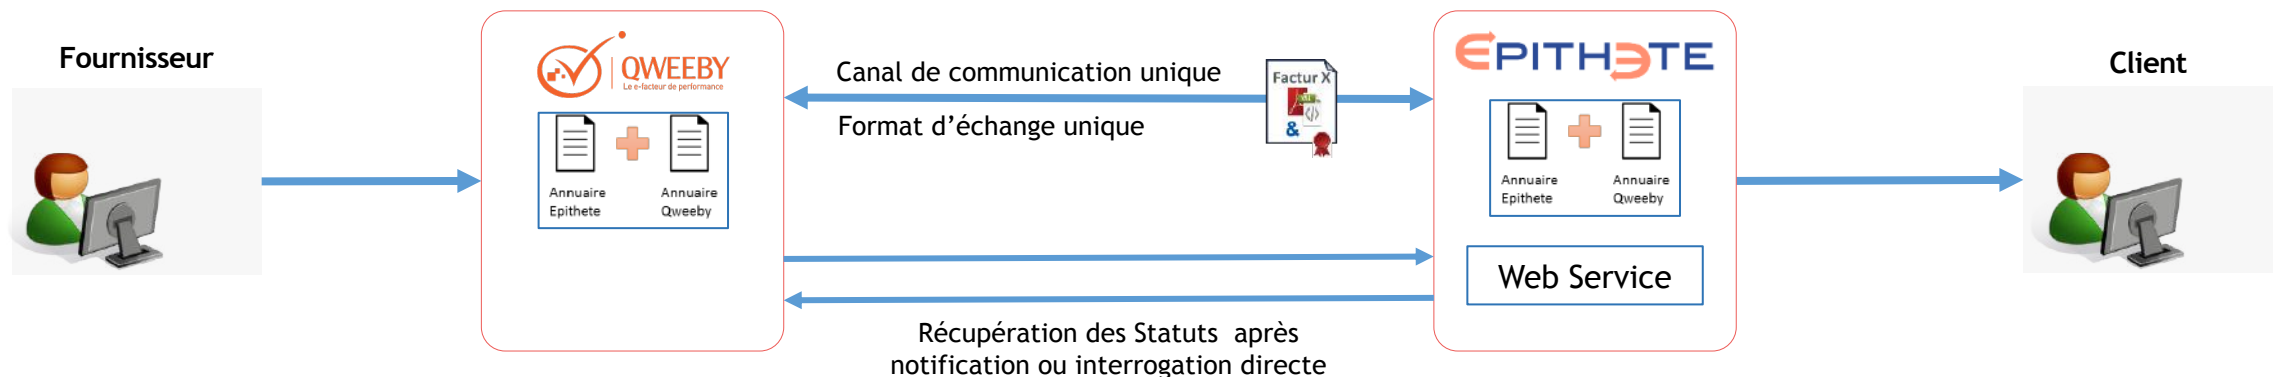 Fournisseur
QWEEBY
Le e-facteur de performance
Annuaire
Epithete
Annuaire
Qweeby
Canal de communication unique
Format d’échange unique
Factur X
</>
&
EPITHETE
Annuaire
Epithete
Annuaire
Qweeby
Web Service
Client
Récupération des Statuts après
notification ou interrogation directe